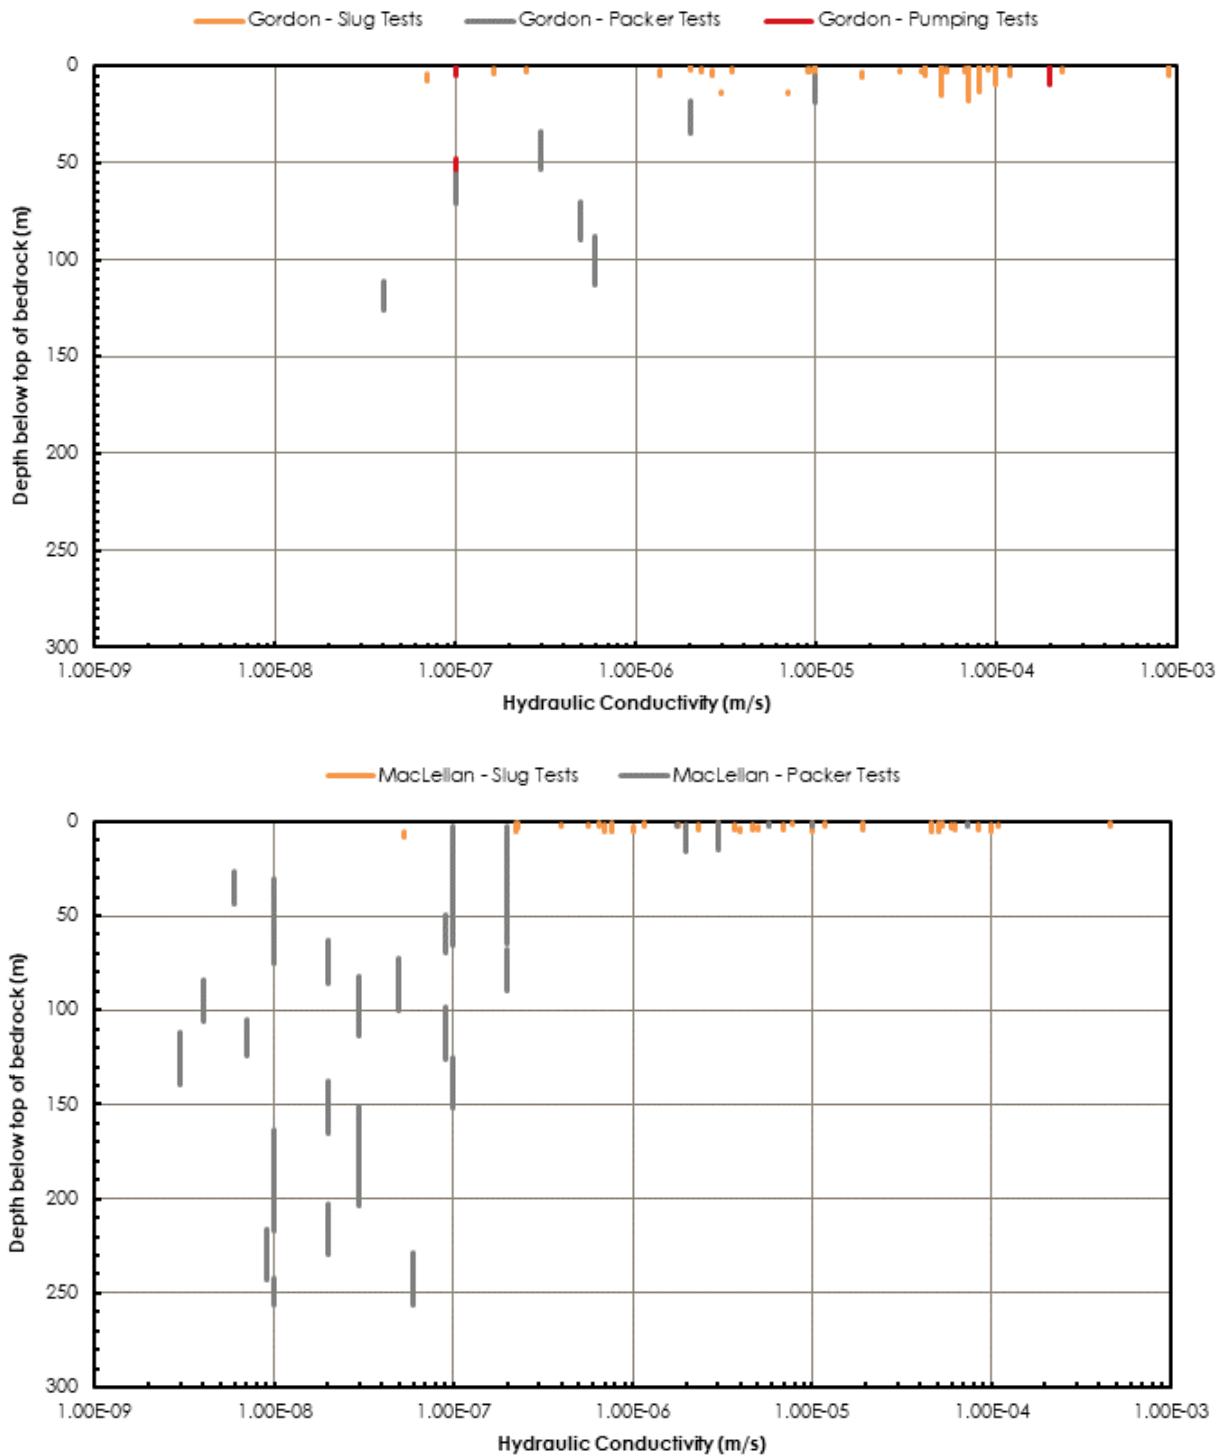 Gordon - Slug Tests Gordon - Packer Tests Gordon - Pumping Tests
0
50
100
150
200
250
300
Depth below top of bedrock (m)
1.00E-09 1.00E-08 1.00E-07 1.00E-06 1.00E-05 1.00E-04 1.00E-03
Hydraulic Conductivity (m/s)
MacLellan - Slug Tests MacLellan - Packer Tests
0
50
100
150
200
250
300
Depth below top of bedrock (m)
1.00E-09 1.00E-08 1.00E-07 1.00E-06 1.00E-05 1.00E-04 1.00E-03
Hydraulic Conductivity (m/s)